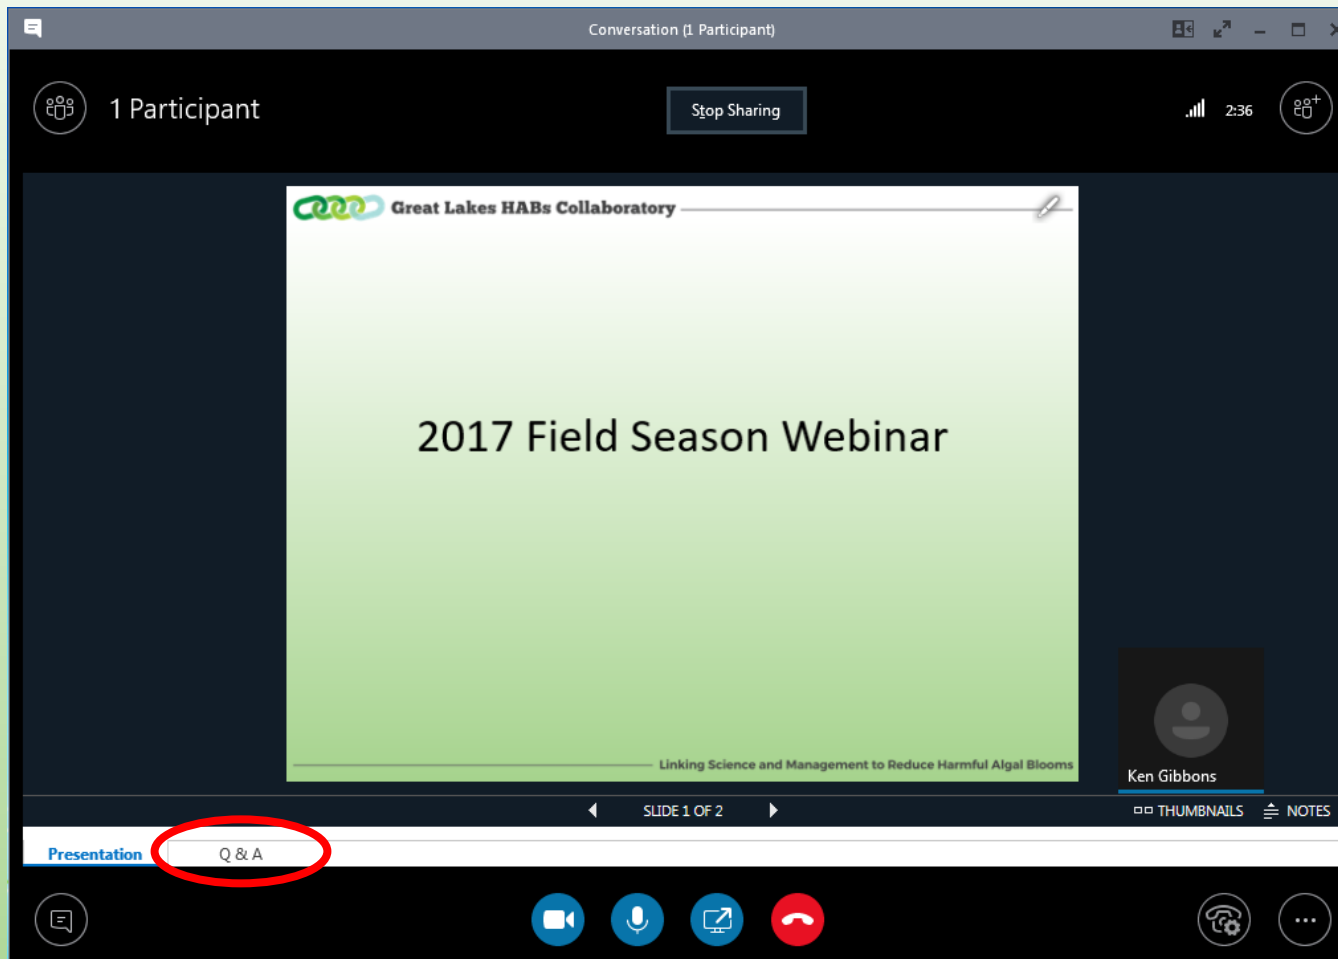 Conversation (1 Participant)
1 Participant
Stop Sharing
2:36
Great Lakes HABs Collaboratory
2017 Field Season Webinar
Linking Science and Management to Reduce Harmful Algal Blooms
Ken Gibbons
SLIDE 1 OF 2
THUMBNAILS
NOTES
Presentation
Q & A